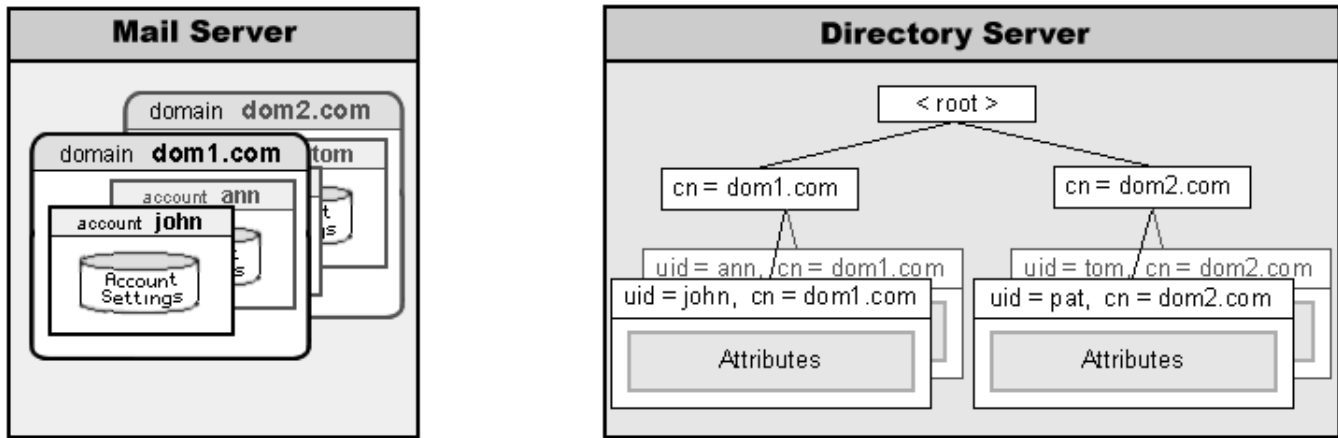 Mail Server
domain dom2.com
domain dom1.com
tom
account ann
account john
Account
Settings
Directory Server
< root >
cn = dom1.com
cn = dom2.com
uid = ann, cn = dom1.com
uid = john, cn = dom1.com
Attributes
uid = tom, cn = dom2.com
uid = pat, cn = dom2.com
Attributes